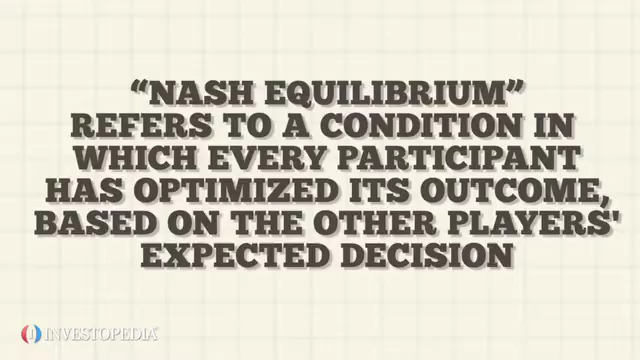 “NASH EQUILIBRIUM”
REFERS TO A CONDITION IN
WHICH EVERY PARTICIPANT
HAS OPTIMIZED ITS OUTCOME,
BASED ON THE OTHER PLAYERS'
EXPECTED DECISION
INVESTOPEDIA